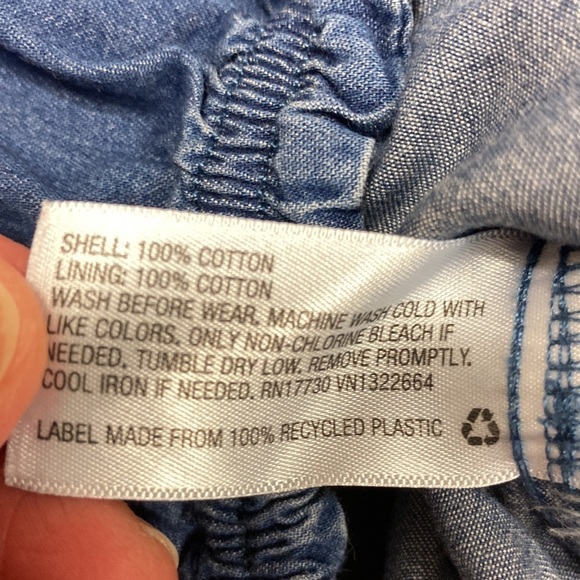 SHELL: 100% COTTON
LINING: 100% COTTON
WASH BEFORE WEAR. MACHINE WASH COLD WITH
LIKE COLORS. ONLY NON-CHLORINE BLEACH IF
NEEDED. TUMBLE DRY LOW. REMOVE PROMPTLY.
COOL IRON IF NEEDED. RN17730 VN1322664
LABEL MADE FROM 100% RECYCLED PLASTIC